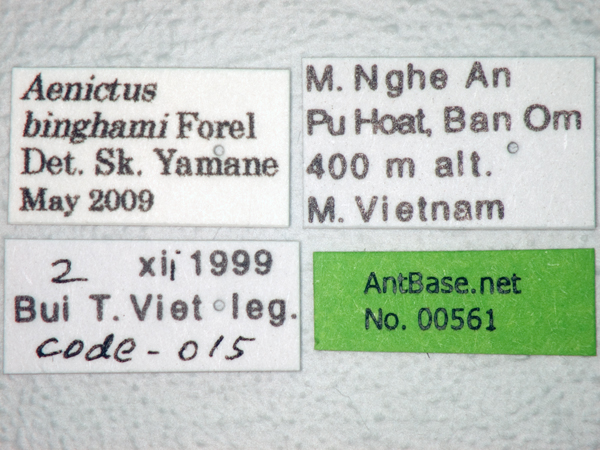 Aenictus
binghami Forel
Det. Sk. Yamane
May 2009
M. Nghe An
Pu Hoat, Ban Om
400 m alt.
M. Vietnam
2 xii 1999
Bui T. Viet leg.
code - 015
AntBase.net
No. 00561